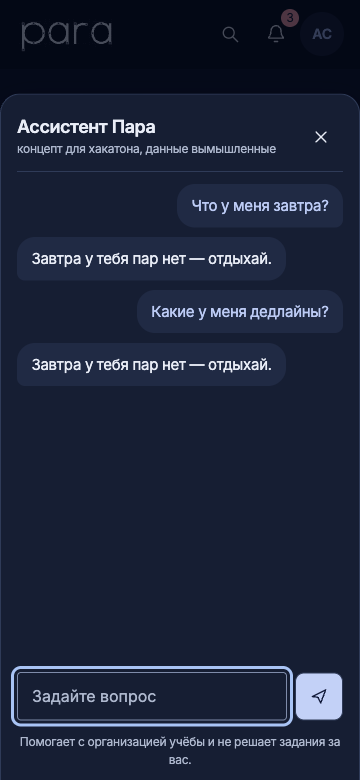 para
3
АС
Ассистент Пара
концепт для хакатона, данные вымышленные
Что у меня завтра?
Завтра у тебя пар нет — отдыхай.
Какие у меня дедлайны?
Завтра у тебя пар нет — отдыхай.
Задайте вопрос
Помогает с организацией учёбы и не решает задания за
вас.